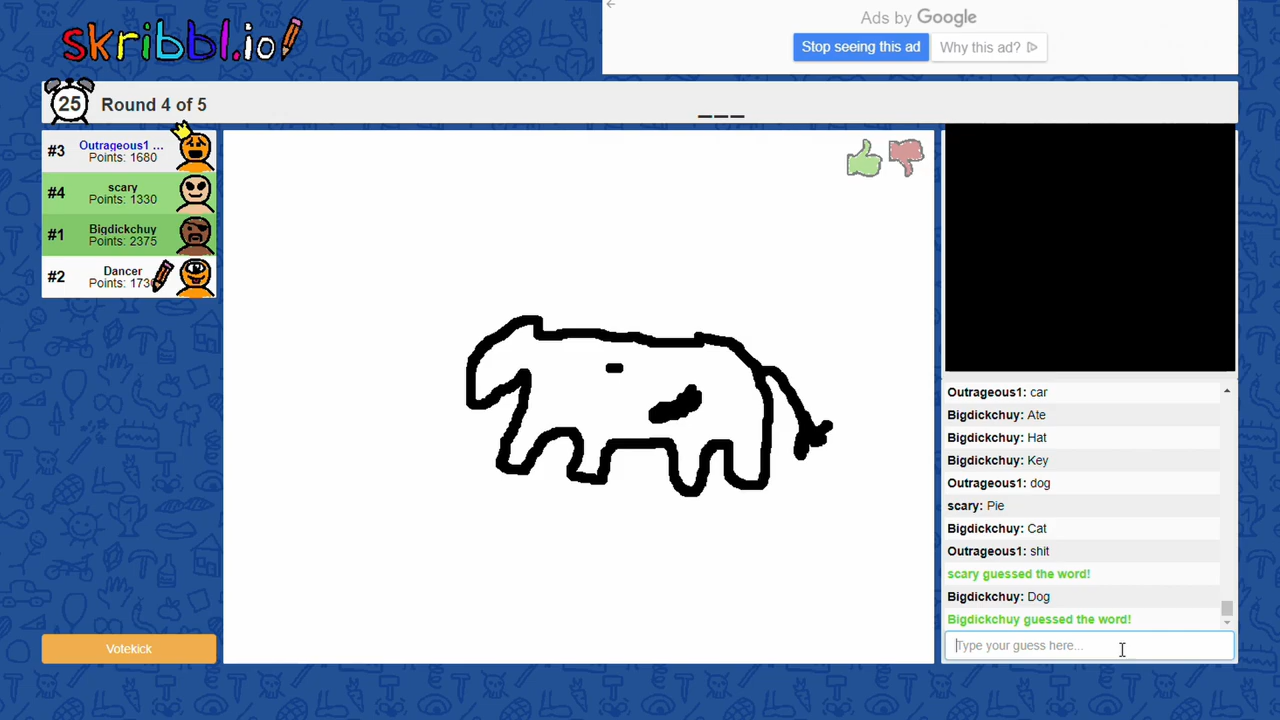 skribbl.io
Ads by Google
Stop seeing this ad
Why this ad?
25
Round 4 of 5
___
#3
Outrageous1 ...
Points: 1680
#4
scary
Points: 1330
#1
Bigdickchuy
Points: 2375
#2
Dancer
Points: 173
Votekick
Outrageous1: car
Bigdickchuy: Ate
Bigdickchuy: Hat
Bigdickchuy: Key
Outrageous1: dog
scary: Pie
Bigdickchuy: Cat
Outrageous1: shit
scary guessed the word!
Bigdickchuy: Dog
Bigdickchuy guessed the word!
Type your guess here...